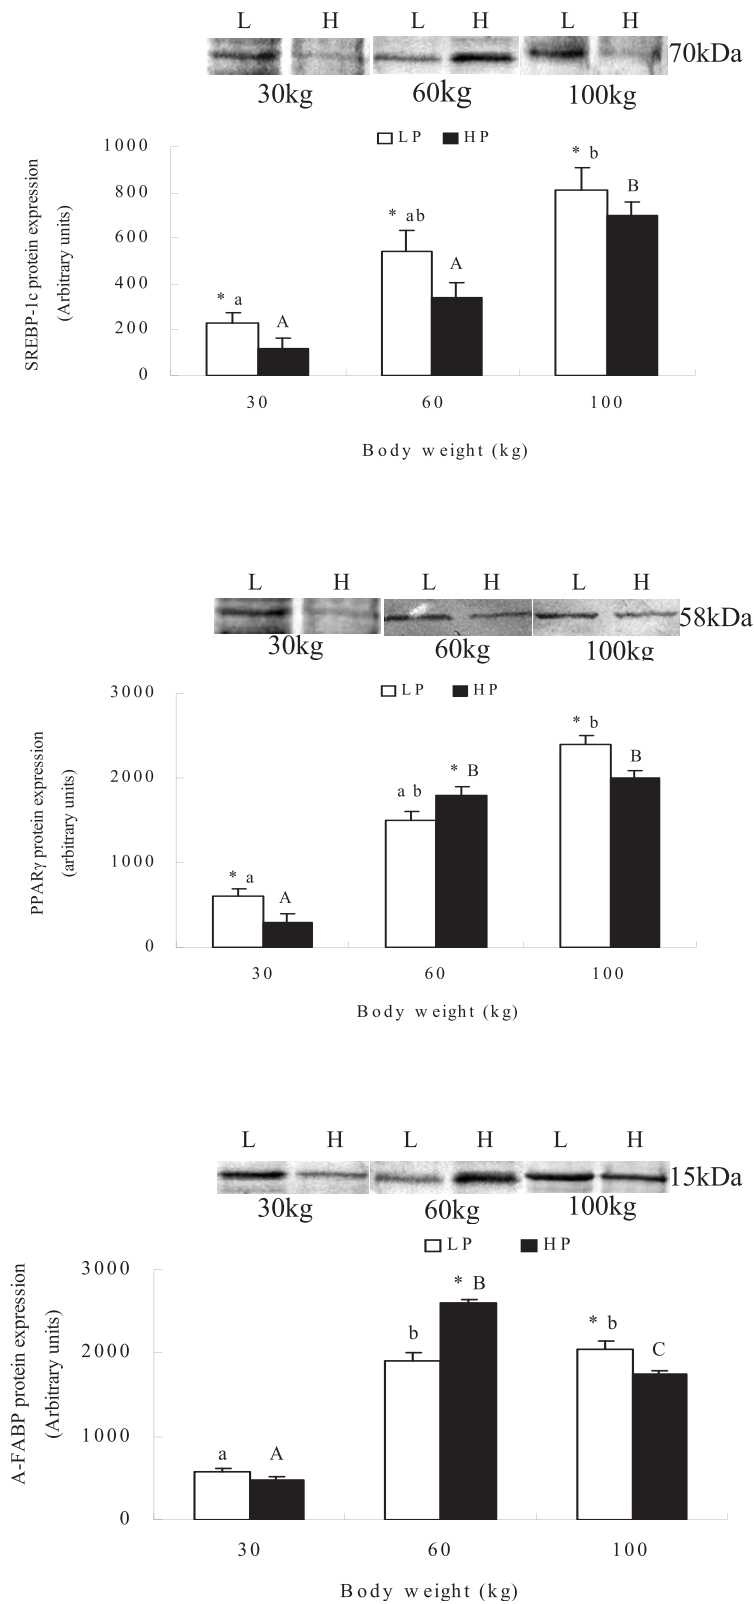 L H L H L H
70kDa
30kg 60kg 100kg
LP HP
SREBP-1c protein expression
(Arbitrary units)
1000
800
600
400
200
0
* a A * ab A * b B
30 60 100
Body weight (kg)
L H L H L H
58kDa
30kg 60kg 100kg
LP HP
PPARγ protein expression
(arbitrary units)
3000
2000
1000
0
* a A a b * B * b B
30 60 100
Body weight (kg)
L H L H L H
15kDa
30kg 60kg 100kg
LP HP
A-FABP protein expression
(Arbitrary units)
3000
2000
1000
0
a A b * B * b C
30 60 100
Body weight (kg)